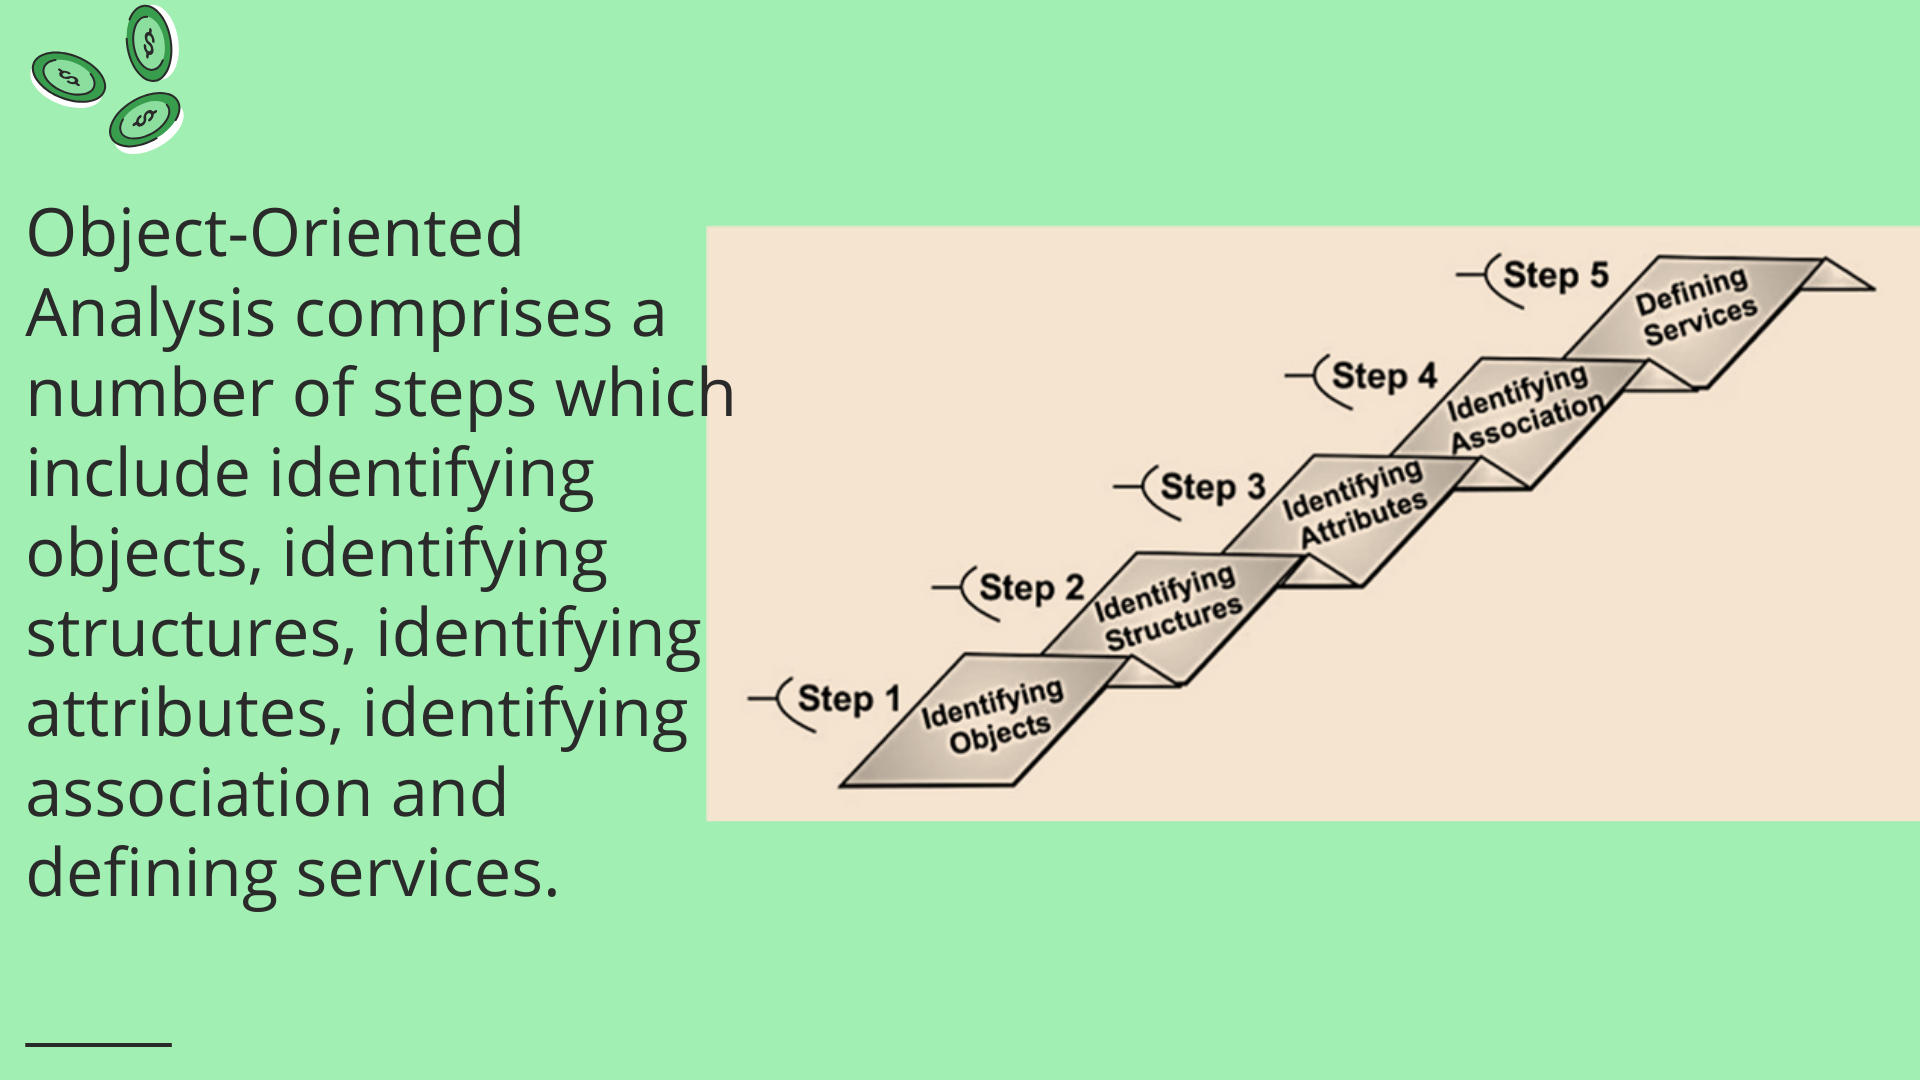 Object-Oriented
Analysis comprises a
number of steps which
include identifying
objects, identifying
structures, identifying
attributes, identifying
association and
defining services.
Step 5
Defining
Services
Step 4
Identifying
Association
Step 3
Identifying
Attributes
Step 2
Identifying
Structures
Step 1
Identifying
Objects
$
$
$